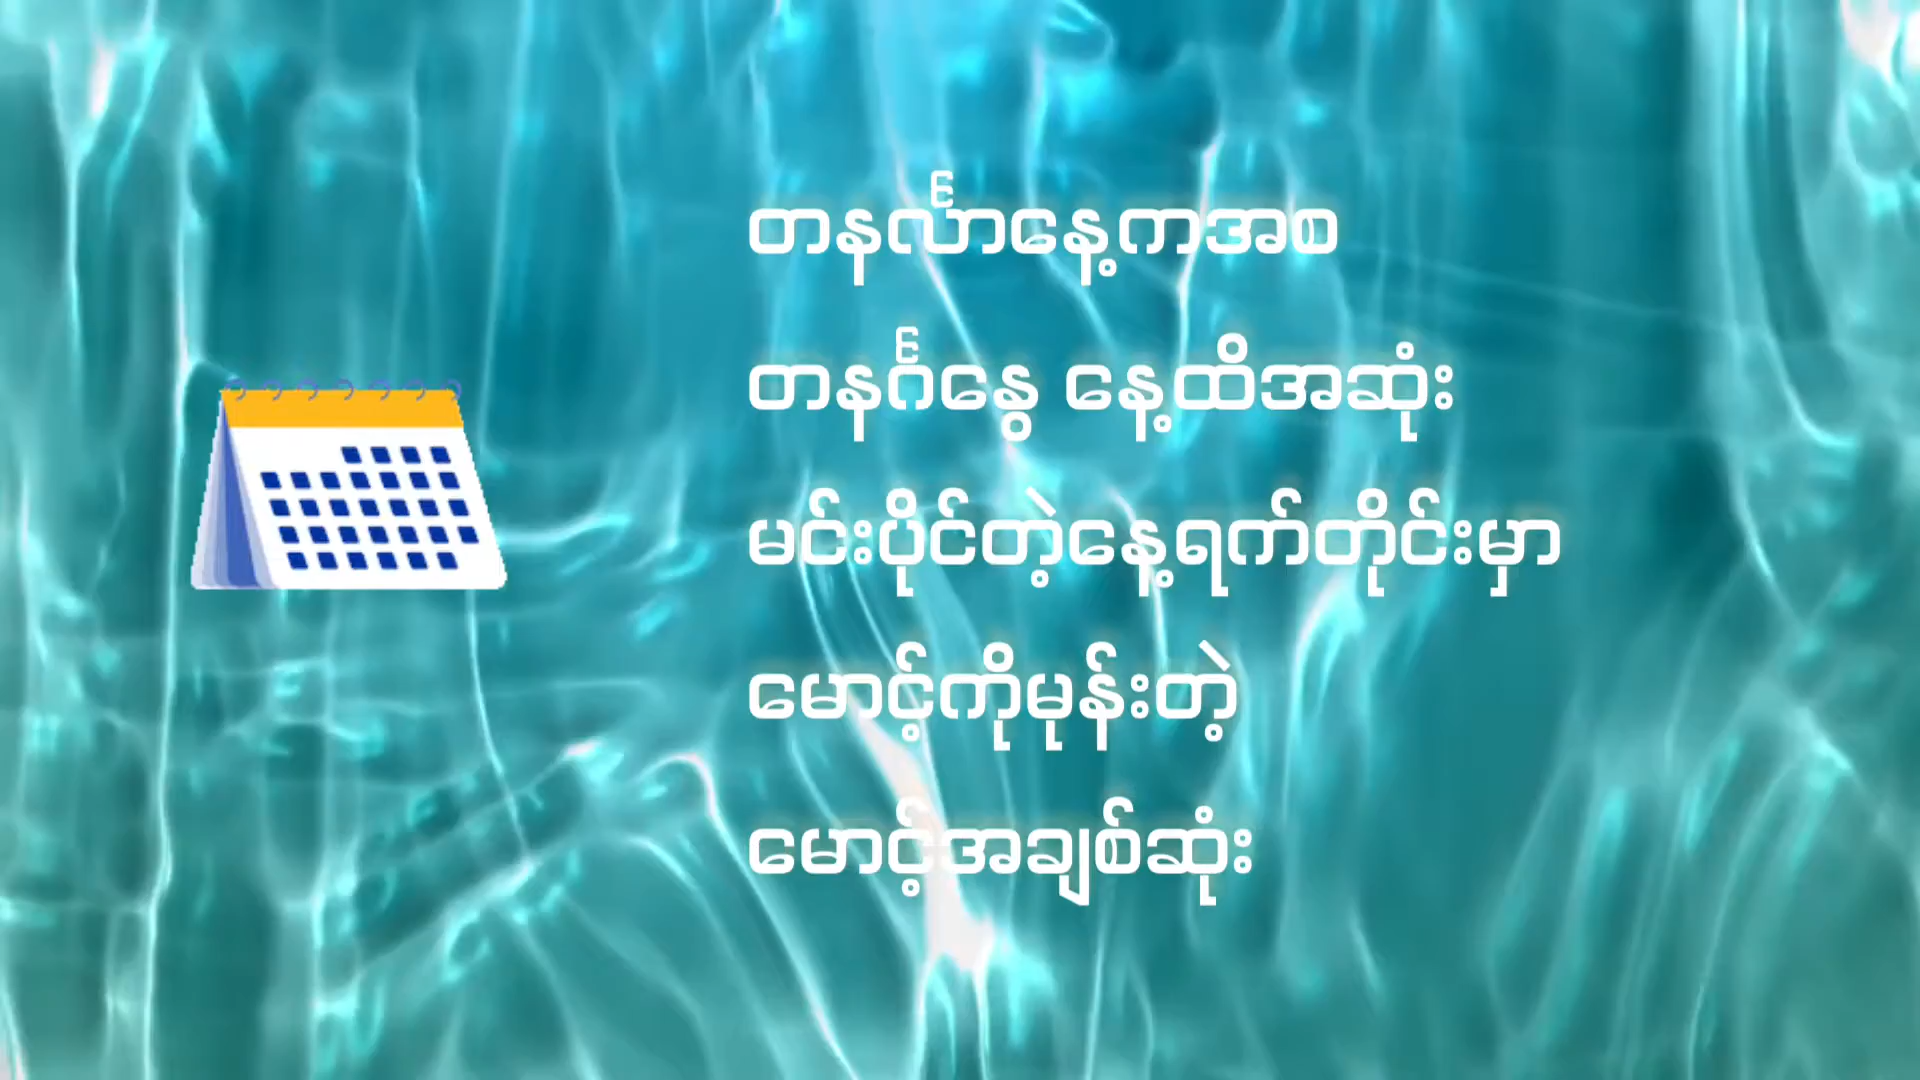 တနင်္လာနေ့ကအစ
တနင်္ဂနွေ နေ့ထိအဆုံး
မင်းပိုင်တဲ့နေ့ရက်တိုင်းမှာ
မောင့်ကိုမုန်းတဲ့
မောင့်အချစ်ဆုံး